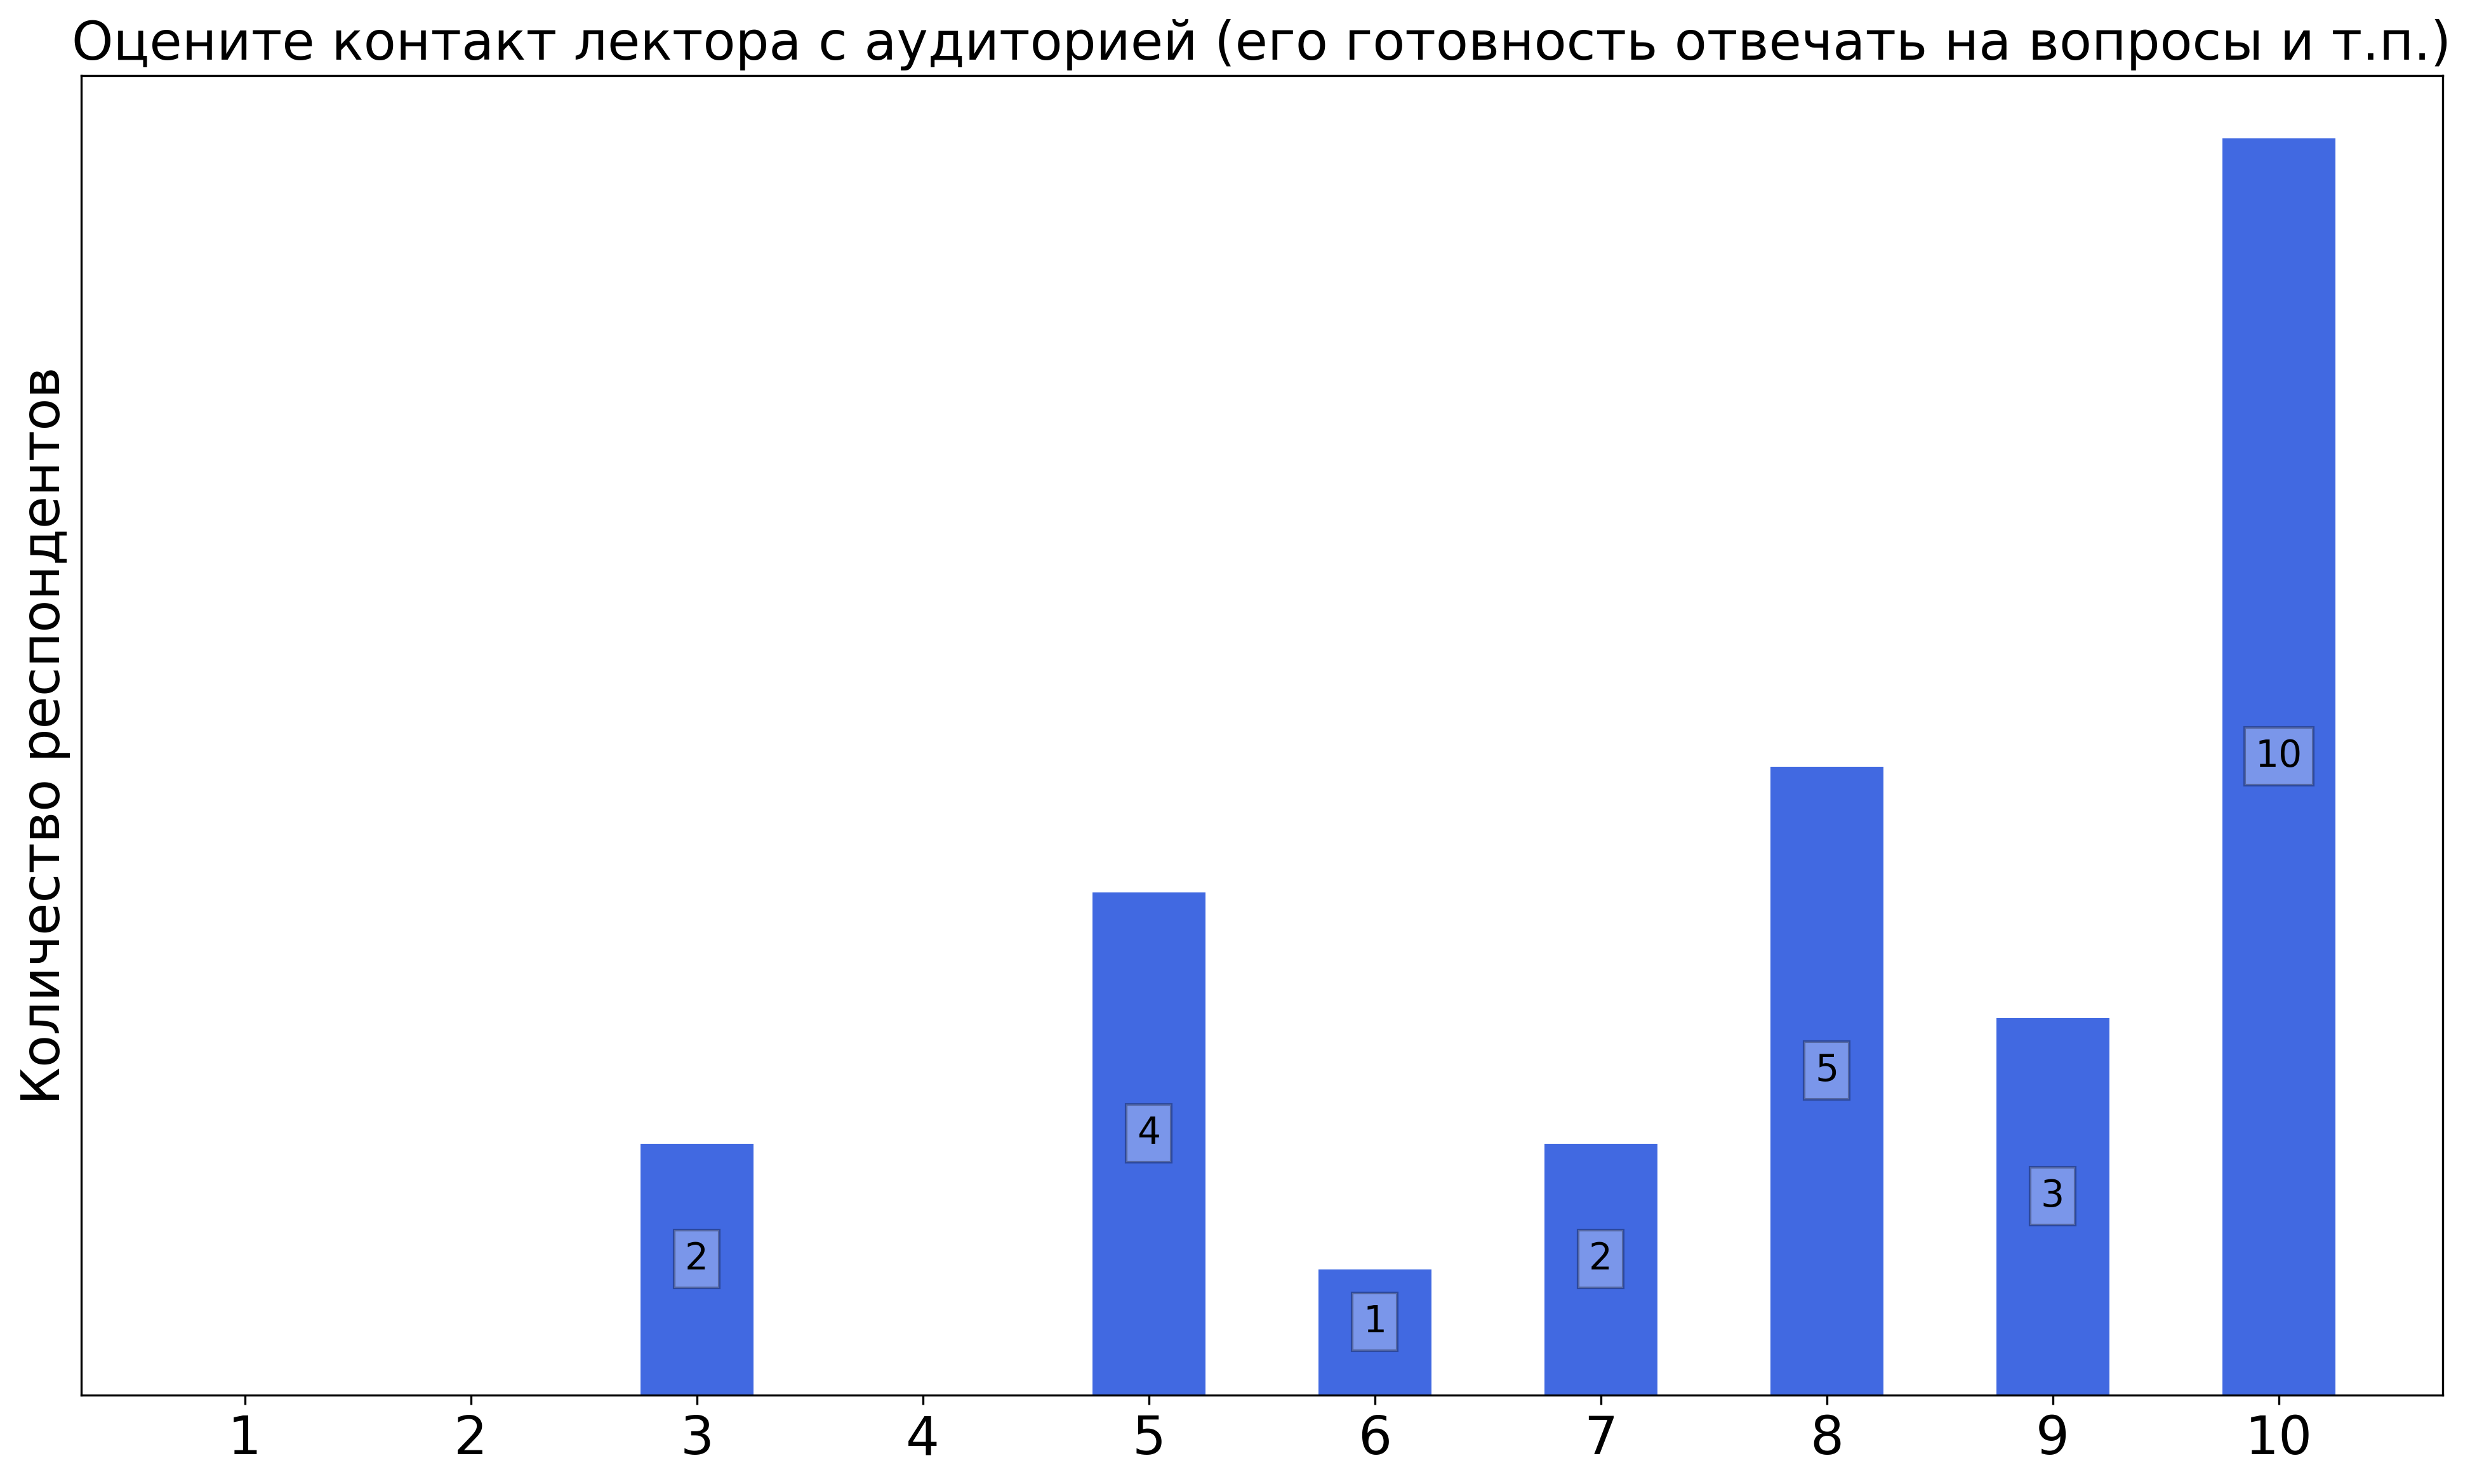 Оцените контакт лектора с аудиторией (его готовность отвечать на вопросы и т.п.)
Количество респондентов
2
4
1
2
5
3
10
1 2 3 4 5 6 7 8 9 10